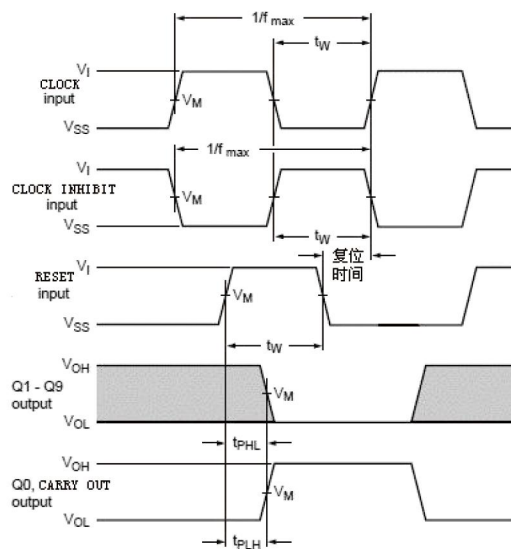 1/f max
tW
VI
CLOCK
input
VM
VSS
1/f max
VI
CLOCK INHIBIT
input
VM
VSS
tW
复位
时间
VI
RESET
input
VM
VSS
tW
VOH
Q1 - Q9
output
VM
VOL
tPHL
VOH
Q0, CARRY OUT
output
VM
VOL
tPLH